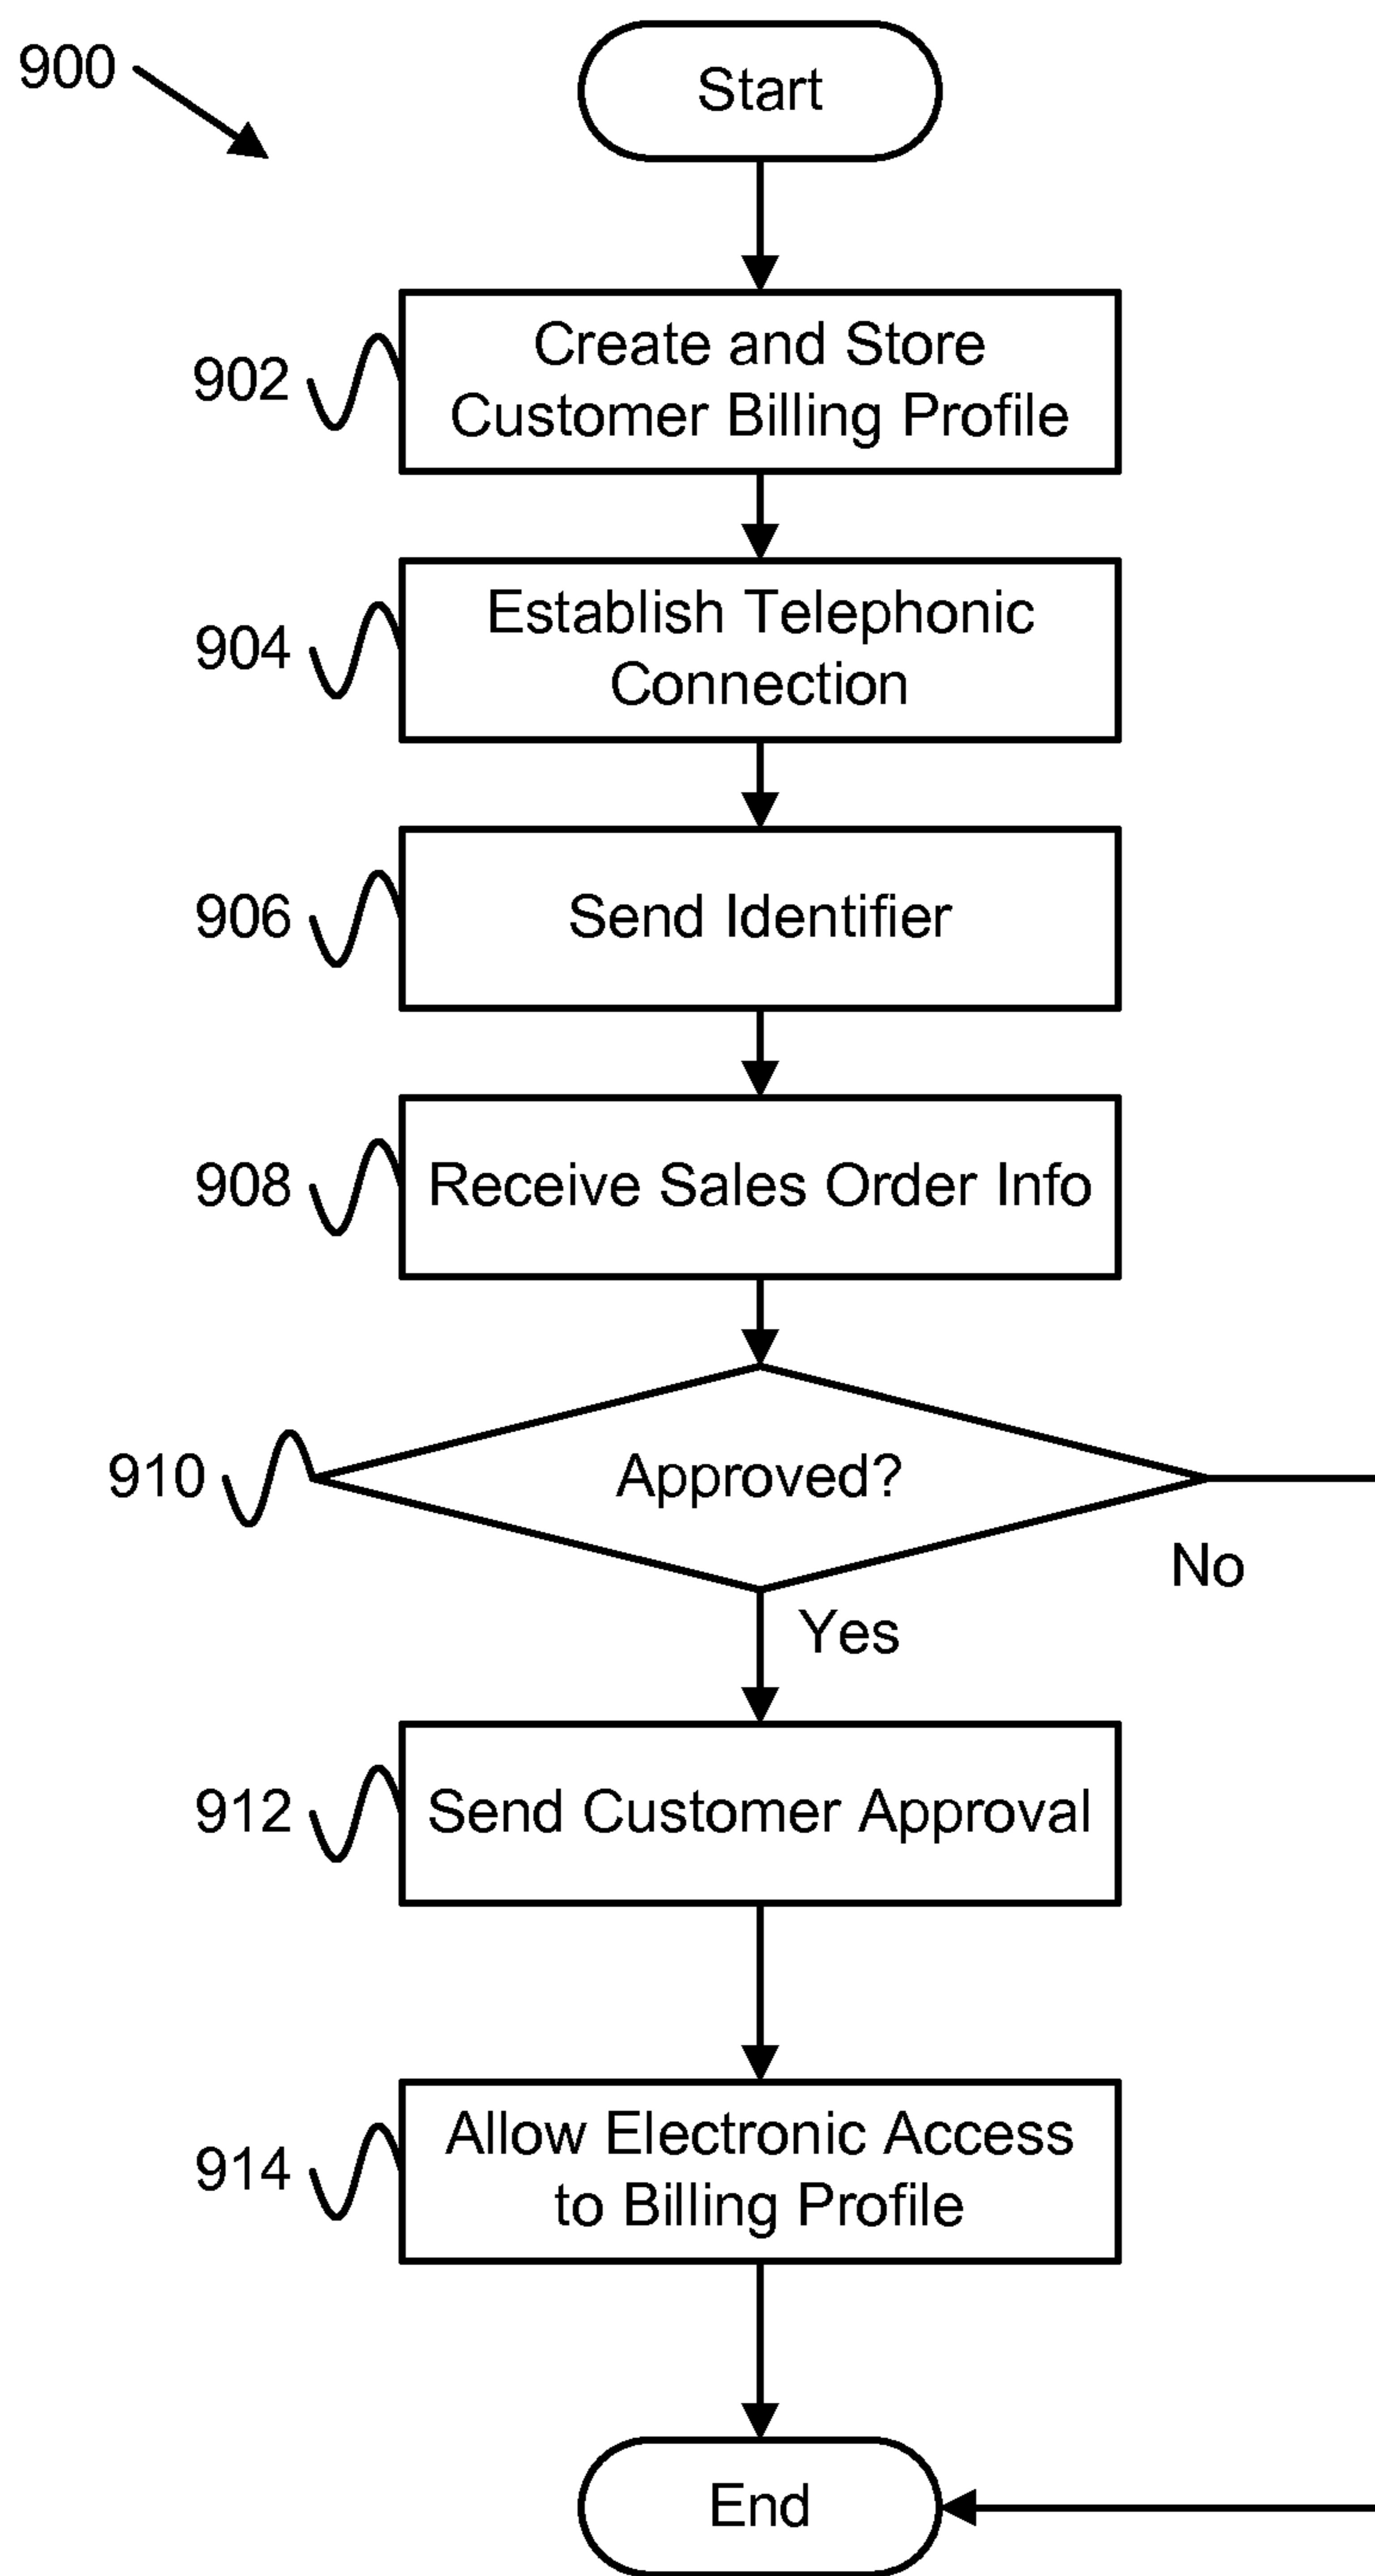 900
Start
902
Create and Store
Customer Billing Profile
904
Establish Telephonic
Connection
906
Send Identifier
908
Receive Sales Order Info
910
Approved?
No
Yes
912
Send Customer Approval
914
Allow Electronic Access
to Billing Profile
End